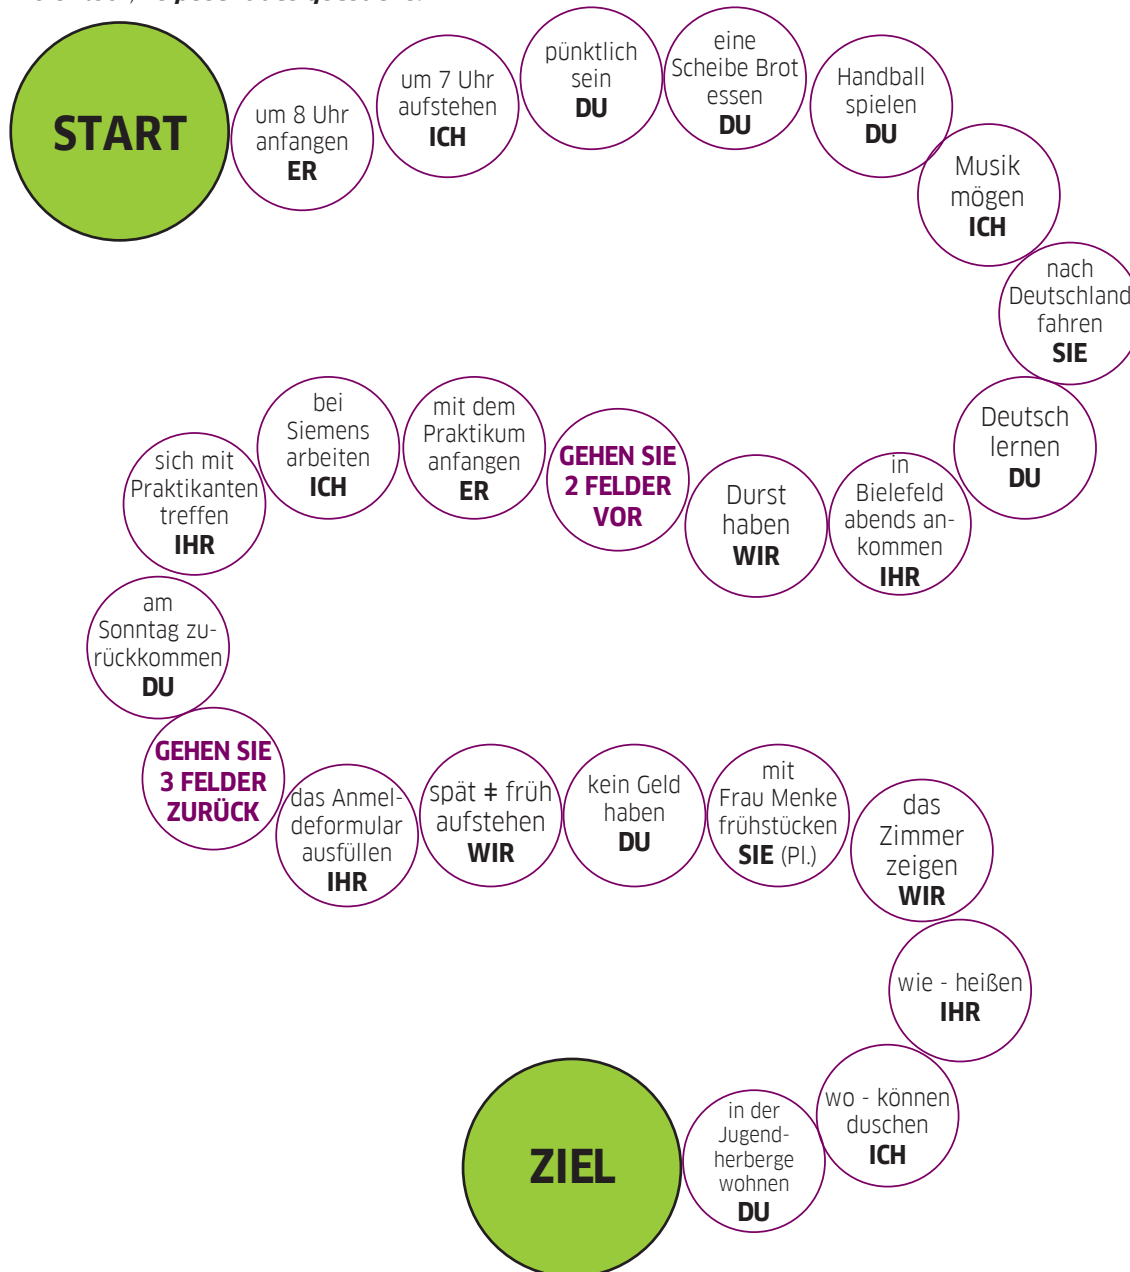 START
um 8 Uhr
anfangen
ER
um 7 Uhr
aufstehen
ICH
pünktlich
sein
DU
eine
Scheibe Brot
essen
DU
Handball
spielen
DU
Musik
mögen
ICH
nach
Deutschland
fahren
SIE
Deutsch
lernen
DU
in
Bielefeld
abends an-
kommen
IHR
Durst
haben
WIR
GEHEN SIE
2 FELDER
VOR
mit dem
Praktikum
anfangen
ER
bei
Siemens
arbeiten
ICH
sich mit
Praktikanten
treffen
IHR
am
Sonntag zu-
rückkommen
DU
GEHEN SIE
3 FELDER
ZURÜCK
das Anmel-
deformular
ausfüllen
IHR
spät ‡ früh
aufstehen
WIR
kein Geld
haben
DU
mit
Frau Menke
frühstücken
SIE (Pl.)
das
Zimmer
zeigen
WIR
wie - heißen
IHR
wo - können
duschen
ICH
in der
Jugend-
herberge
wohnen
DU
ZIEL